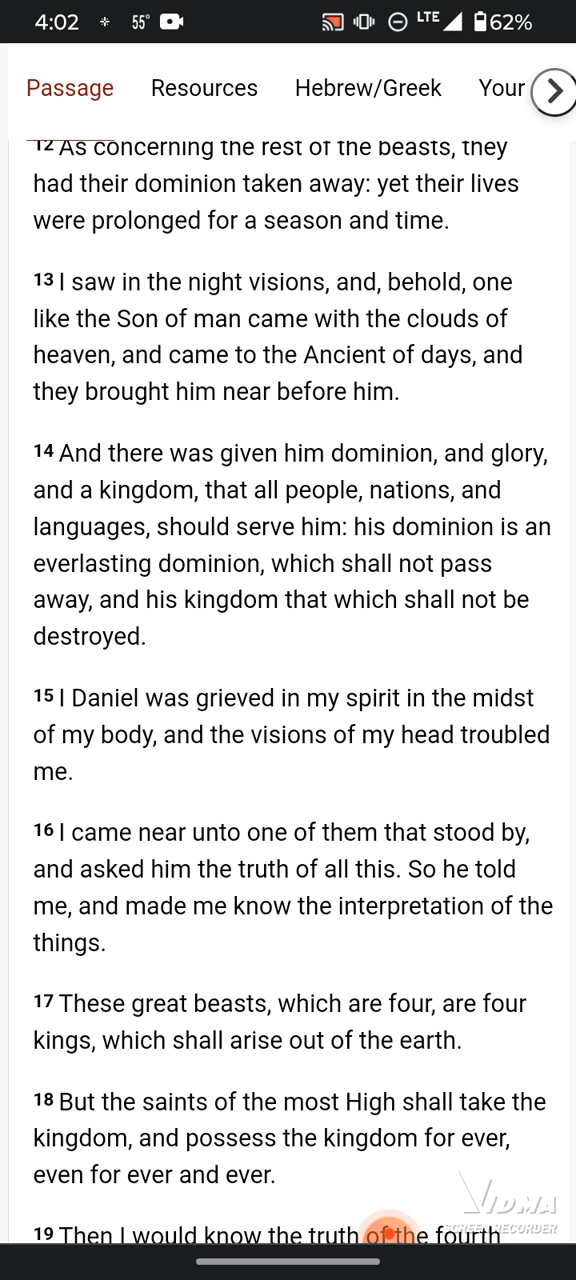 4:02 55° LTE 62%
Passage Resources Hebrew/Greek Your
12 As concerning the rest of the beasts, they
had their dominion taken away: yet their lives
were prolonged for a season and time.
13 I saw in the night visions, and, behold, one
like the Son of man came with the clouds of
heaven, and came to the Ancient of days, and
they brought him near before him.
14 And there was given him dominion, and glory,
and a kingdom, that all people, nations, and
languages, should serve him: his dominion is an
everlasting dominion, which shall not pass
away, and his kingdom that which shall not be
destroyed.
15 I Daniel was grieved in my spirit in the midst
of my body, and the visions of my head troubled
me.
16 I came near unto one of them that stood by,
and asked him the truth of all this. So he told
me, and made me know the interpretation of the
things.
17 These great beasts, which are four, are four
kings, which shall arise out of the earth.
18 But the saints of the most High shall take the
kingdom, and possess the kingdom for ever,
even for ever and ever.
VIDMA
SCREEN RECORDER
19 Then I would know the truth of the fourth